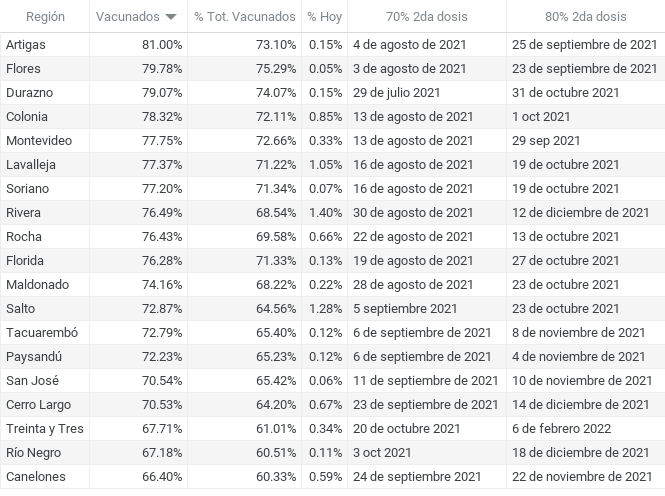 Región Vacunados % Tot. Vacunados % Hoy 70% 2da dosis 80% 2da dosis
Artigas 81.00% 73.10% 0.15% 4 de agosto de 2021 25 de septiembre de 2021
Flores 79.78% 75.29% 0.05% 3 de agosto de 2021 23 de septiembre de 2021
Durazno 79.07% 74.07% 0.15% 29 de julio 2021 31 de octubre de 2021
Colonia 78.32% 72.11% 0.85% 13 de agosto de 2021 1 oct 2021
Montevideo 77.75% 72.66% 0.33% 13 de agosto de 2021 29 sep 2021
Lavalleja 77.37% 71.22% 1.05% 16 de agosto de 2021 19 de octubre de 2021
Soriano 77.20% 71.34% 0.07% 16 de agosto de 2021 19 de octubre de 2021
Rivera 76.49% 68.54% 1.40% 30 de agosto de 2021 12 de diciembre de 2021
Rocha 76.43% 69.58% 0.66% 22 de agosto de 2021 13 de octubre de 2021
Florida 76.28% 71.33% 0.13% 19 de agosto de 2021 27 de octubre de 2021
Maldonado 74.16% 68.22% 0.22% 28 de agosto de 2021 23 de octubre de 2021
Salto 72.87% 64.56% 1.28% 5 septiembre de 2021 23 de octubre de 2021
Tacuarembó 72.79% 65.40% 0.12% 6 de septiembre de 2021 8 de noviembre de 2021
Paysandú 72.23% 65.23% 0.12% 6 de septiembre de 2021 4 de noviembre de 2021
San José 70.54% 65.42% 0.06% 11 de septiembre de 2021 10 de noviembre de 2021
Cerro Largo 70.53% 64.20% 0.67% 23 de septiembre de 2021 14 de diciembre de 2021
Treinta y Tres 67.71% 61.01% 0.34% 20 de octubre de 2021 6 de febrero de 2022
Río Negro 67.18% 60.51% 0.11% 3 oct 2021 18 de diciembre de 2021
Canelones 66.40% 60.33% 0.59% 24 de septiembre de 2021 22 de noviembre de 2021